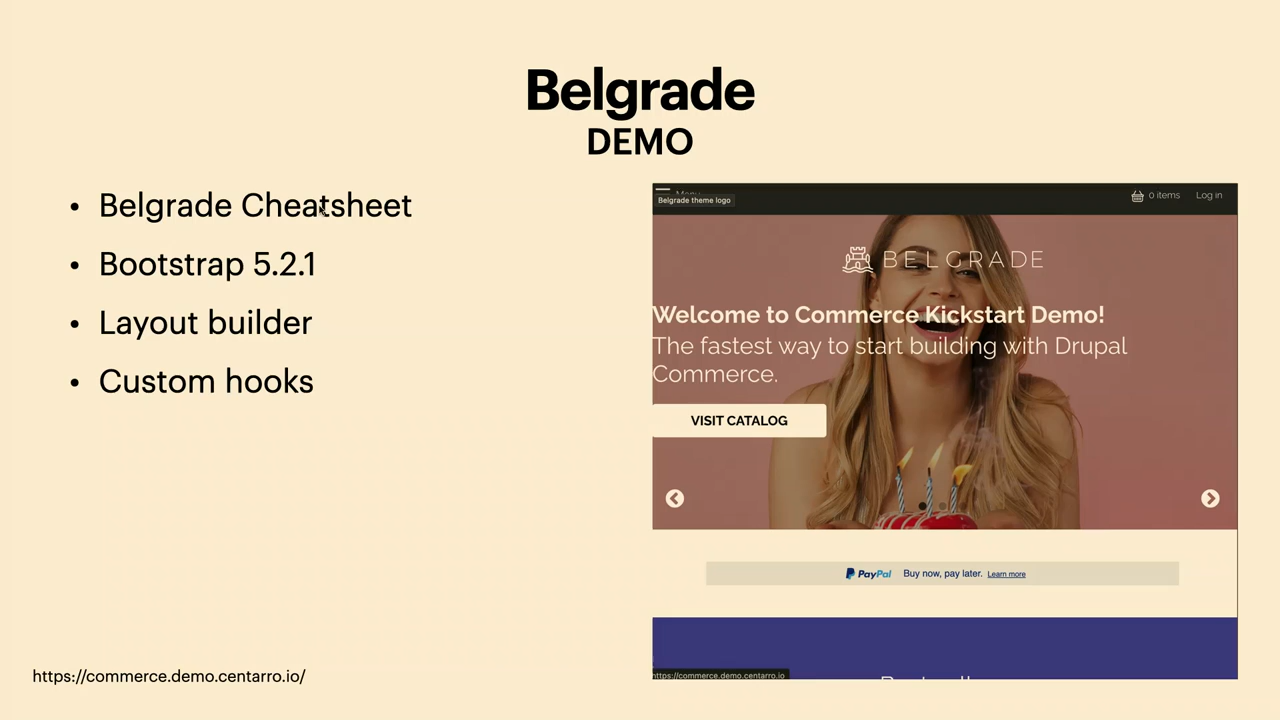 Belgrade
DEMO
• Belgrade Cheatsheet
• Bootstrap 5.2.1
• Layout builder
• Custom hooks
Menu
Belgrade theme logo
0 items
Log in
BELGRADE
Welcome to Commerce Kickstart Demo!
The fastest way to start building with Drupal
Commerce.
VISIT CATALOG
PayPal Buy now, pay later. Learn more
https://commerce.demo.centarro.io
https://commerce.demo.centarro.io/